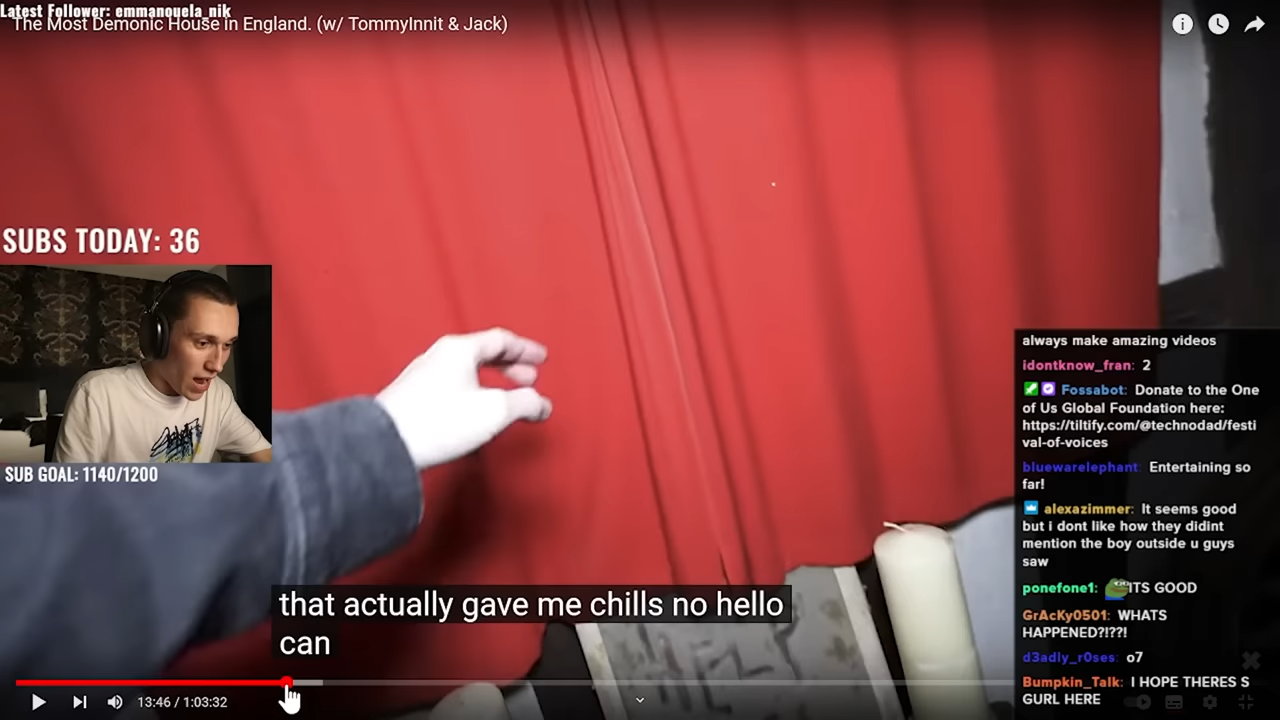 Latest Follower: emmanouela_nik
The Most Demonic House in England. (w/ TommyInnit & Jack)
SUBS TODAY: 36
SUB GOAL: 1140/1200
that actually gave me chills no hello
can
13:46 / 1:03:32
always make amazing videos
idontknow_fran: 2
Fossabot: Donate to the One
of Us Global Foundation here:
https://tiltify.com/@technodad/festi
val-of-voices
bluewarelephant: Entertaining so
far!
alexazimmer: It seems good
but i dont like how they didint
mention the boy outside u guys
saw
ponefone1: ITS GOOD
GrAcKy0501: WHATS
HAPPENED?!??!
d3adly_r0ses: o7
Bumpkin_Talk: I HOPE THERES S
GURL HERE